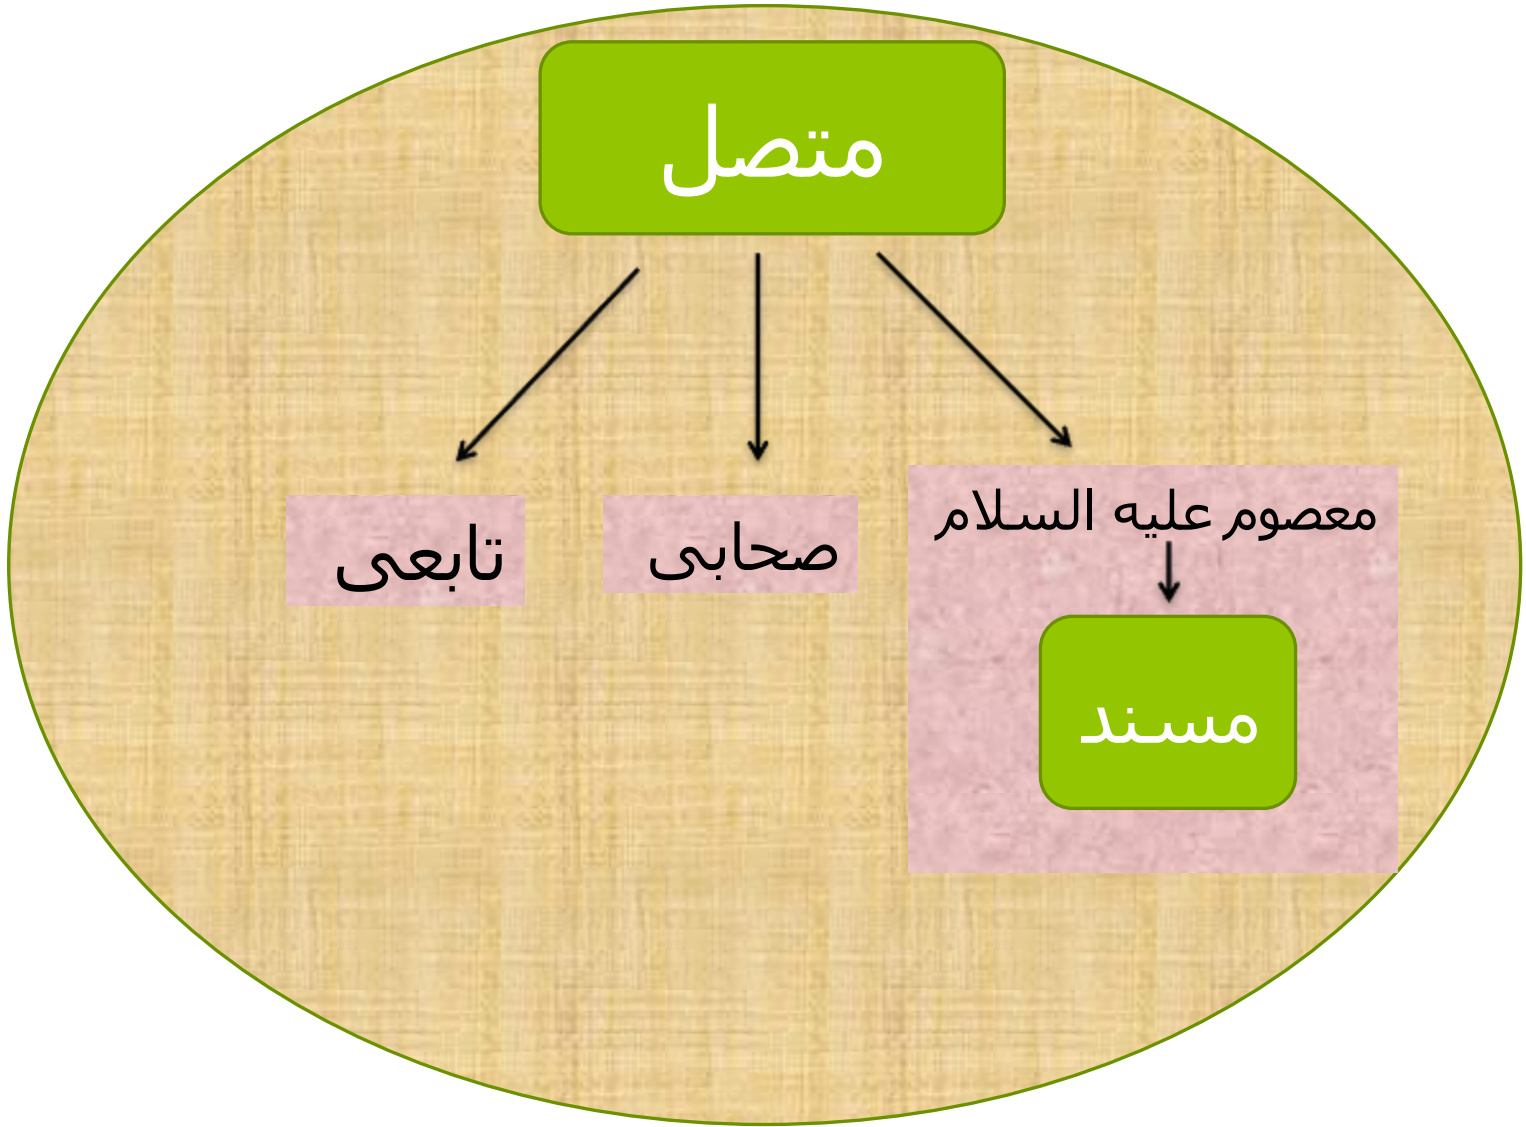 متصل
معصوم علیه السلام
صحابی
تابعی
مسند